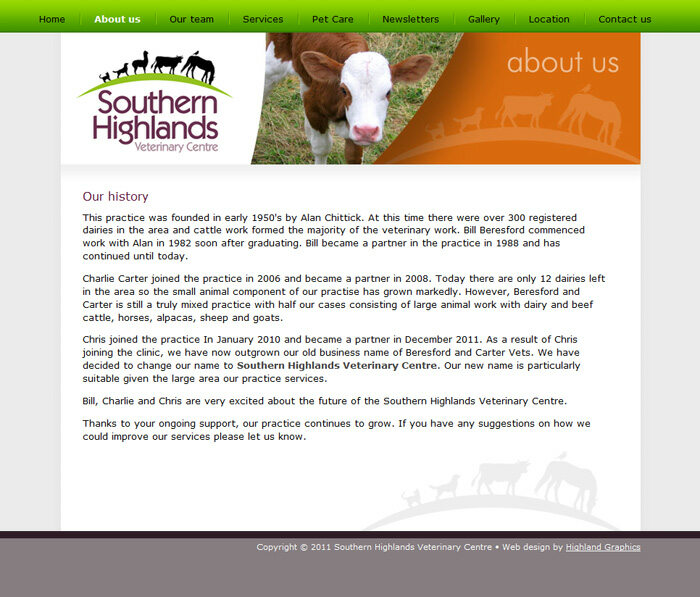 Home About us Our team Services Pet Care Newsletters Gallery Location Contact us
Southern
Highlands
Veterinary Centre
about us
Our history
This practice was founded in early 1950's by Alan Chittick. At this time there were over 300 registered
dairies in the area and cattle work formed the majority of the veterinary work. Bill Beresford commenced
work with Alan in 1982 soon after graduating. Bill became a partner in the practice in 1988 and has
continued until today.
Charlie Carter joined the practice in 2006 and became a partner in 2008. Today there are only 12 dairies left
in the area so the small animal component of our practise has grown markedly. However, Beresford and
Carter is still a truly mixed practice with half our cases consisting of large animal work with dairy and beef
cattle, horses, alpacas, sheep and goats.
Chris joined the practice In January 2010 and became a partner in December 2011. As a result of Chris
joining the clinic, we have now outgrown our old business name of Beresford and Carter Vets. We have
decided to change our name to Southern Highlands Veterinary Centre. Our new name is particularly
suitable given the large area our practice services.
Bill, Charlie and Chris are very excited about the future of the Southern Highlands Veterinary Centre.
Thanks to your ongoing support, our practice continues to grow. If you have any suggestions on how we
could improve our services please let us know.
Copyright © 2011 Southern Highlands Veterinary Centre • Web design by Highland Graphics